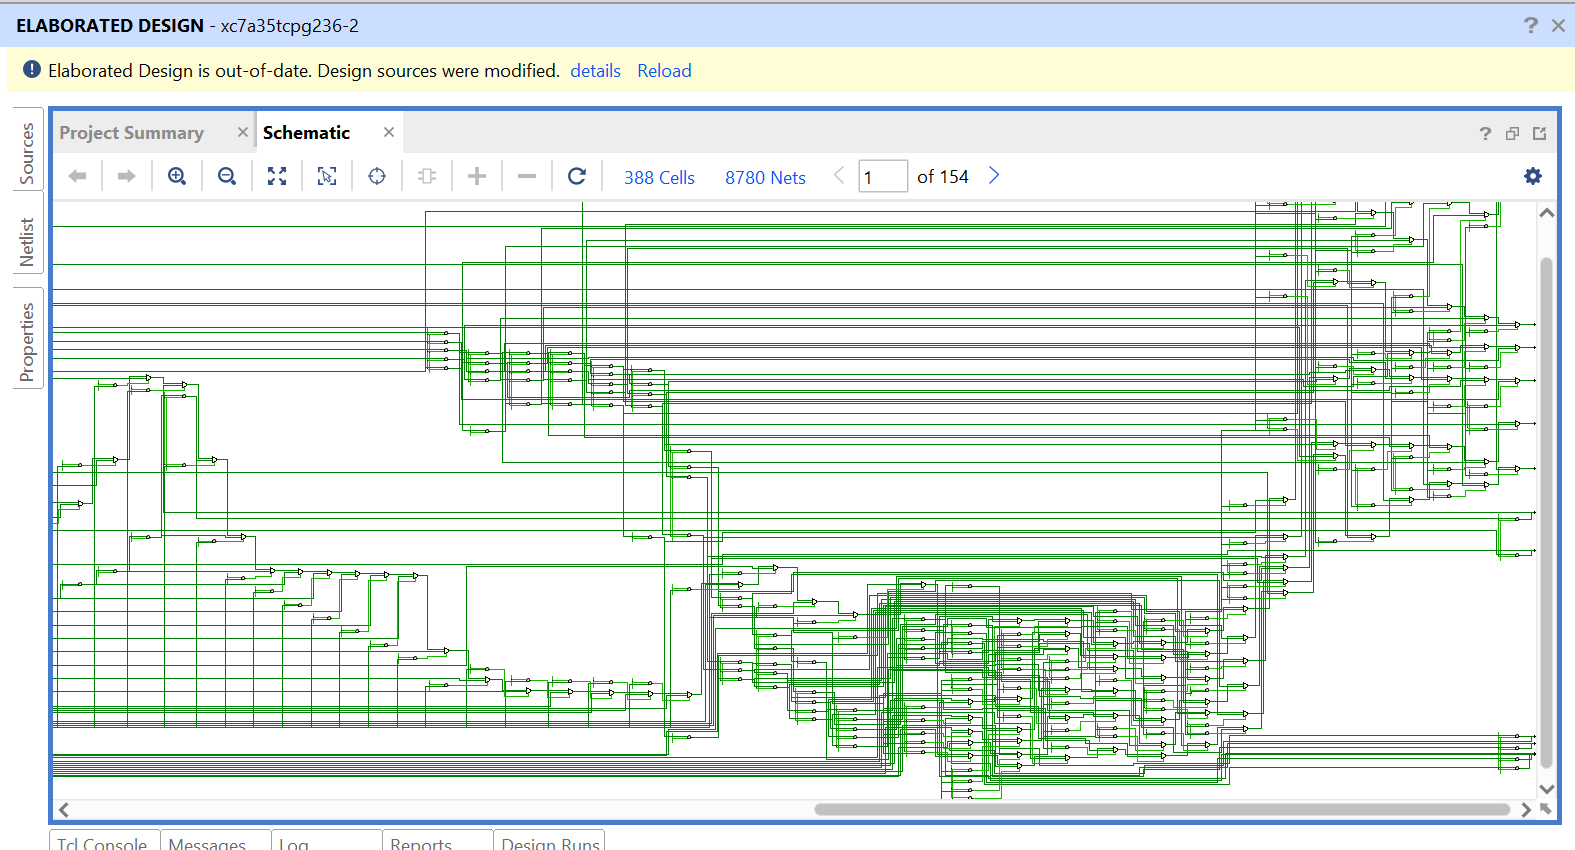 ELABORATED DESIGN - xc7a35tcpg236-2
Elaborated Design is out-of-date. Design sources were modified. details Reload
Sources
Netlist
Properties
Project Summary
Schematic
388 Cells 8780 Nets 1 of 154
Tcl Console Messages Log Reports Design Runs